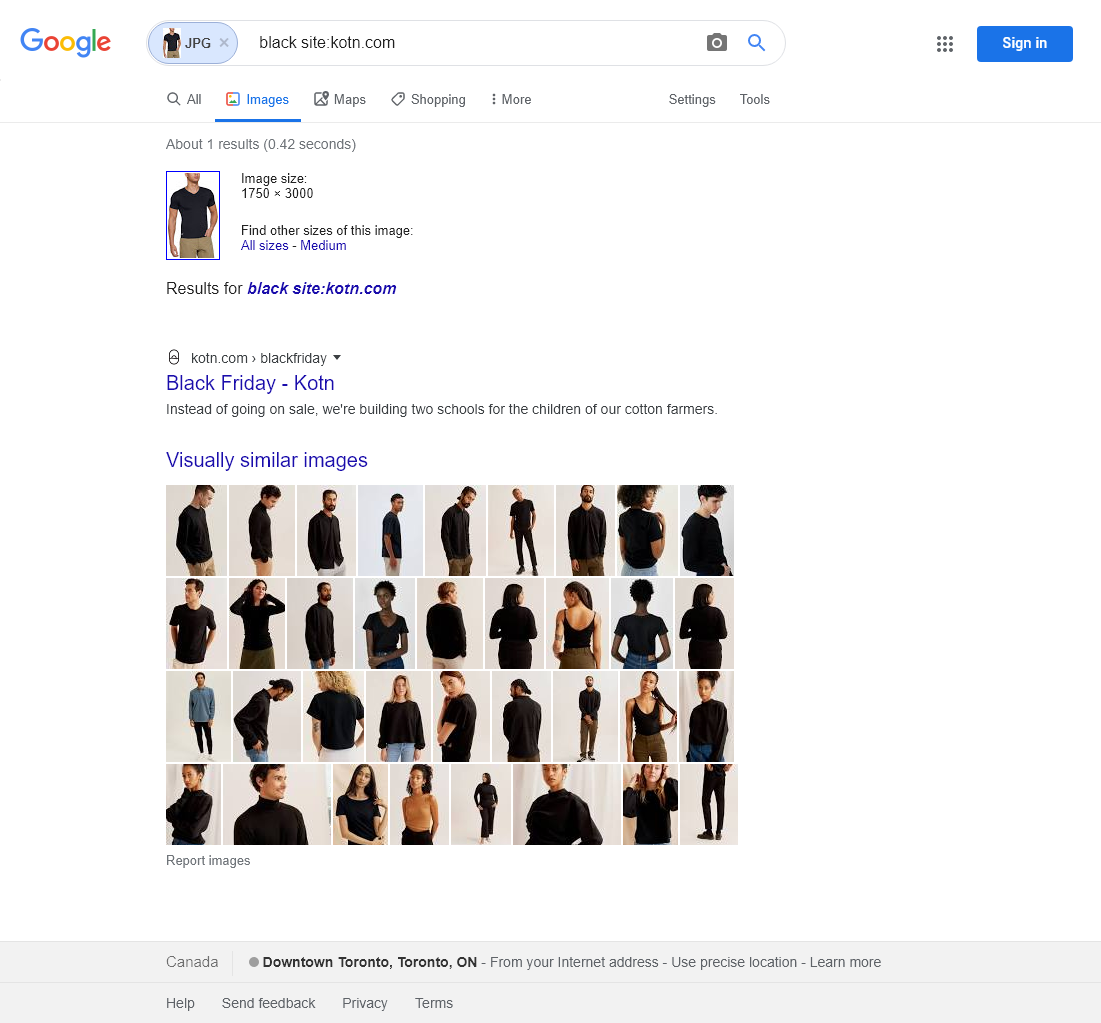 Google
JPG × black site:kotn.com
Sign in
All Images Maps Shopping More Settings Tools
About 1 results (0.42 seconds)
Image size:
1750 × 3000
Find other sizes of this image:
All sizes - Medium
Results for black site:kotn.com
kotn.com › blackfriday
Black Friday - Kotn
Instead of going on sale, we're building two schools for the children of our cotton farmers.
Visually similar images
Report images
Canada Downtown Toronto, Toronto, ON - From your Internet address - Use precise location - Learn more
Help Send feedback Privacy Terms